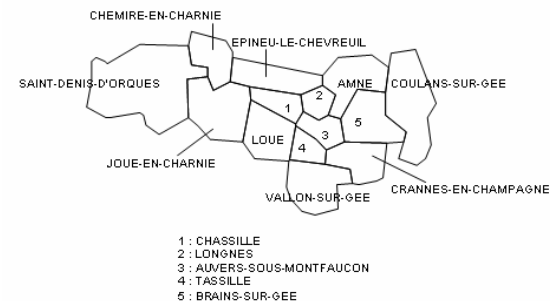 CHEMIRE-EN-CHARNIE
EPINEU-LE-CHEVREUIL
SAINT-DENIS-D'ORQUES
AMNE
COULANS-SUR-GEE
2
1
5
3
LOUE
4
JOUE-EN-CHARNIE
CRANNES-EN-CHAMPAGNE
VALLON-SUR-GEE
1 : CHASSILLE
2 : LONGNES
3 : AUVERS-SOUS-MONTFAUCON
4 : TASSILLE
5 : BRAINS-SUR-GEE